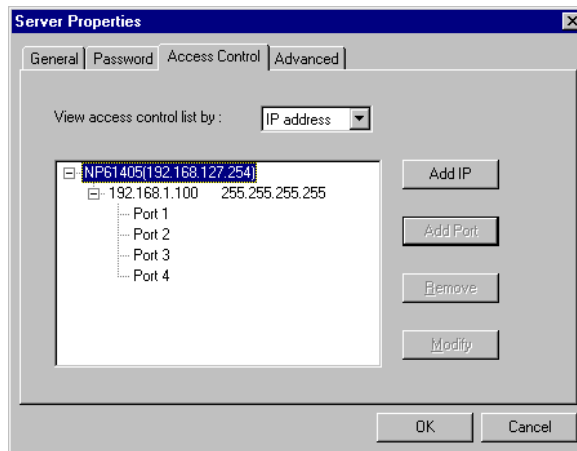 Server Properties
General Password Access Control Advanced
View access control list by : IP address
NP61405(192.168.127.254)
192.168.1.100 255.255.255.255
Port 1
Port 2
Port 3
Port 4
Add IP
Add Port
Remove
Modify
OK Cancel